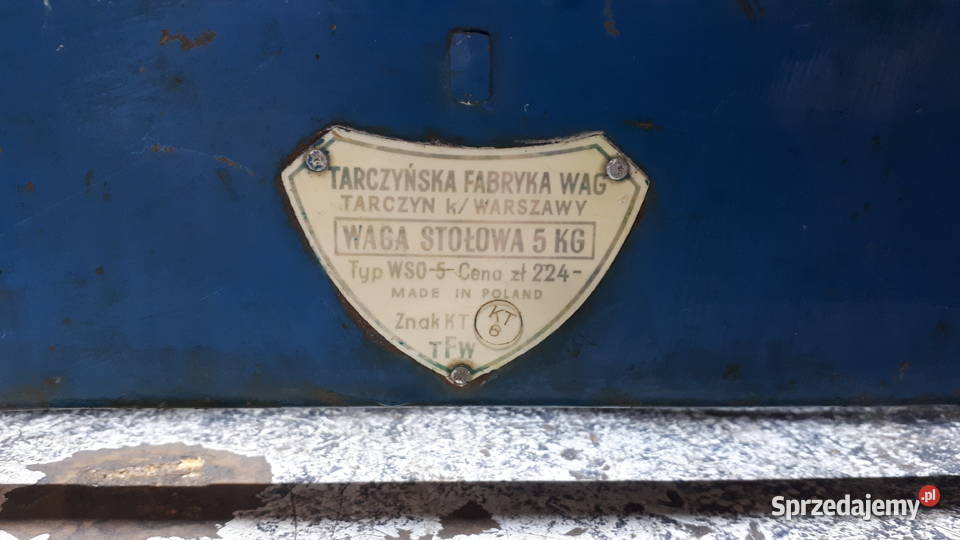 TARCZYŃSKA FABRYKA WAG
TARCZYN k/WARSZAWY
WAGA STOŁOWA 5 KG
Typ WSO-5-Cena zł 224-
MADE IN POLAND
Znak KT KT
6
TFW
Sprzedajemy.pl